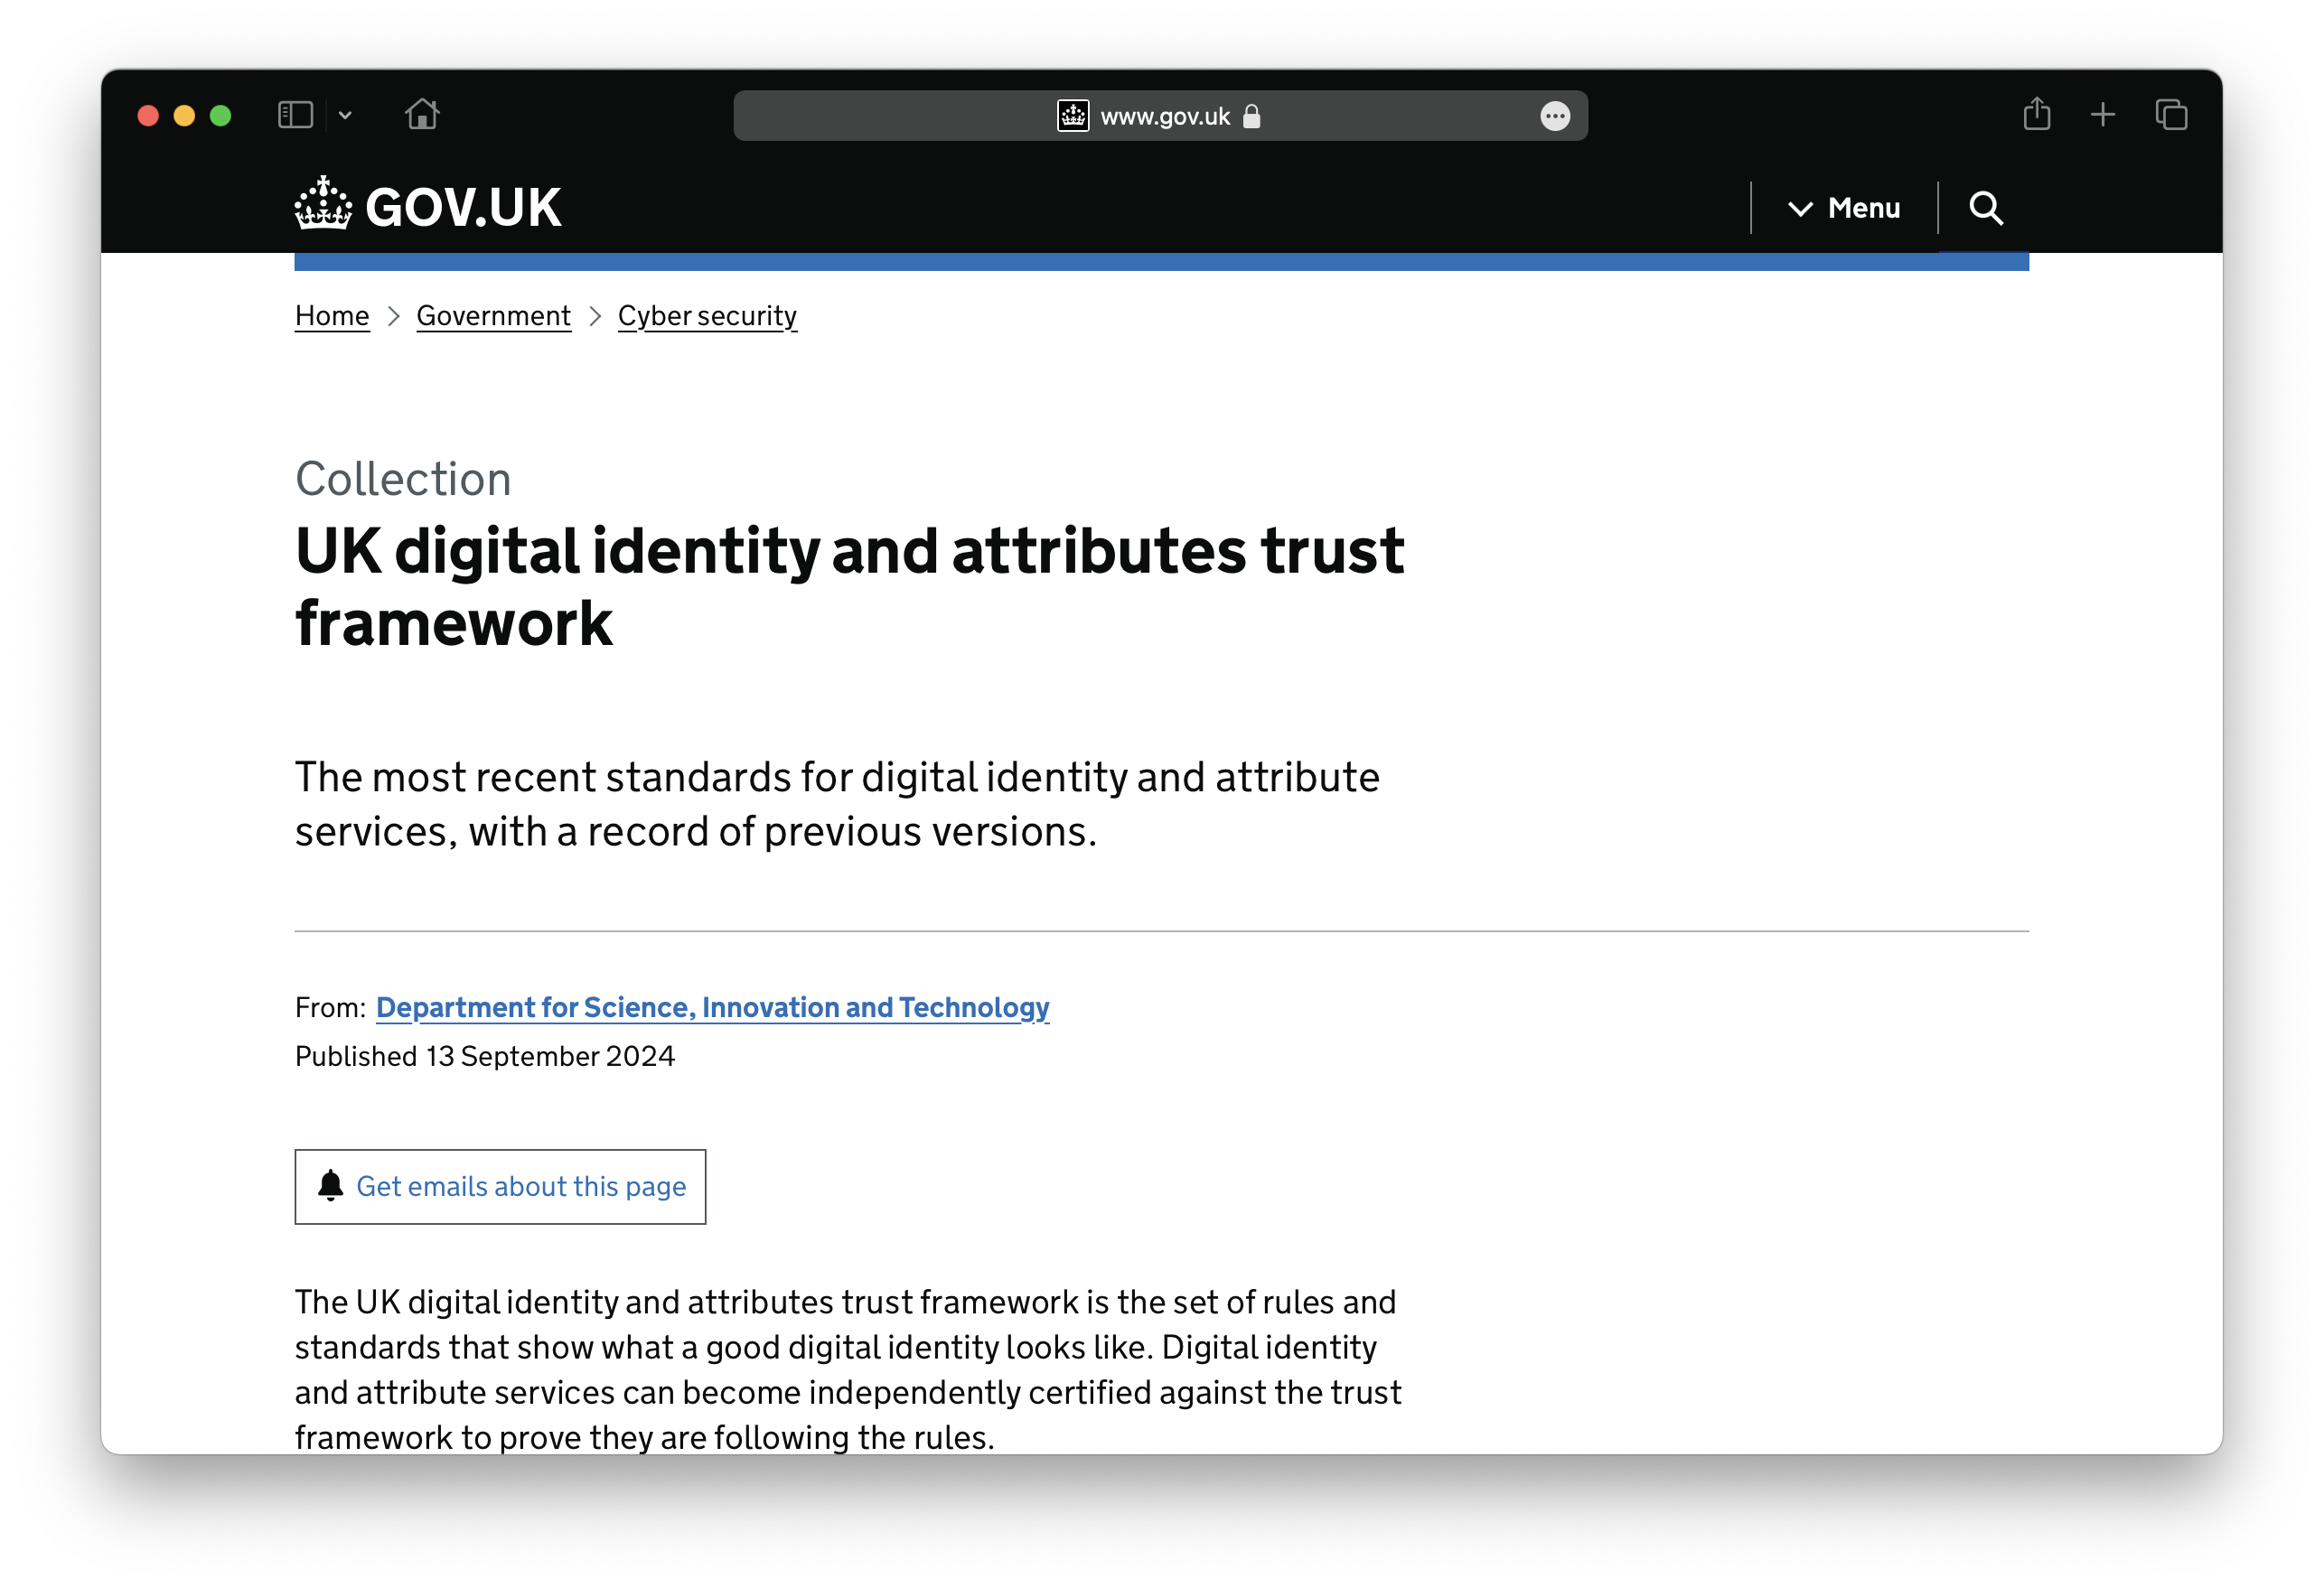 www.gov.uk
GOV.UK
Menu
Home > Government > Cyber security
Collection
UK digital identity and attributes trust
framework
The most recent standards for digital identity and attribute
services, with a record of previous versions.
From: Department for Science, Innovation and Technology
Published 13 September 2024
Get emails about this page
The UK digital identity and attributes trust framework is the set of rules and
standards that show what a good digital identity looks like. Digital identity
and attribute services can become independently certified against the trust
framework to prove they are following the rules.